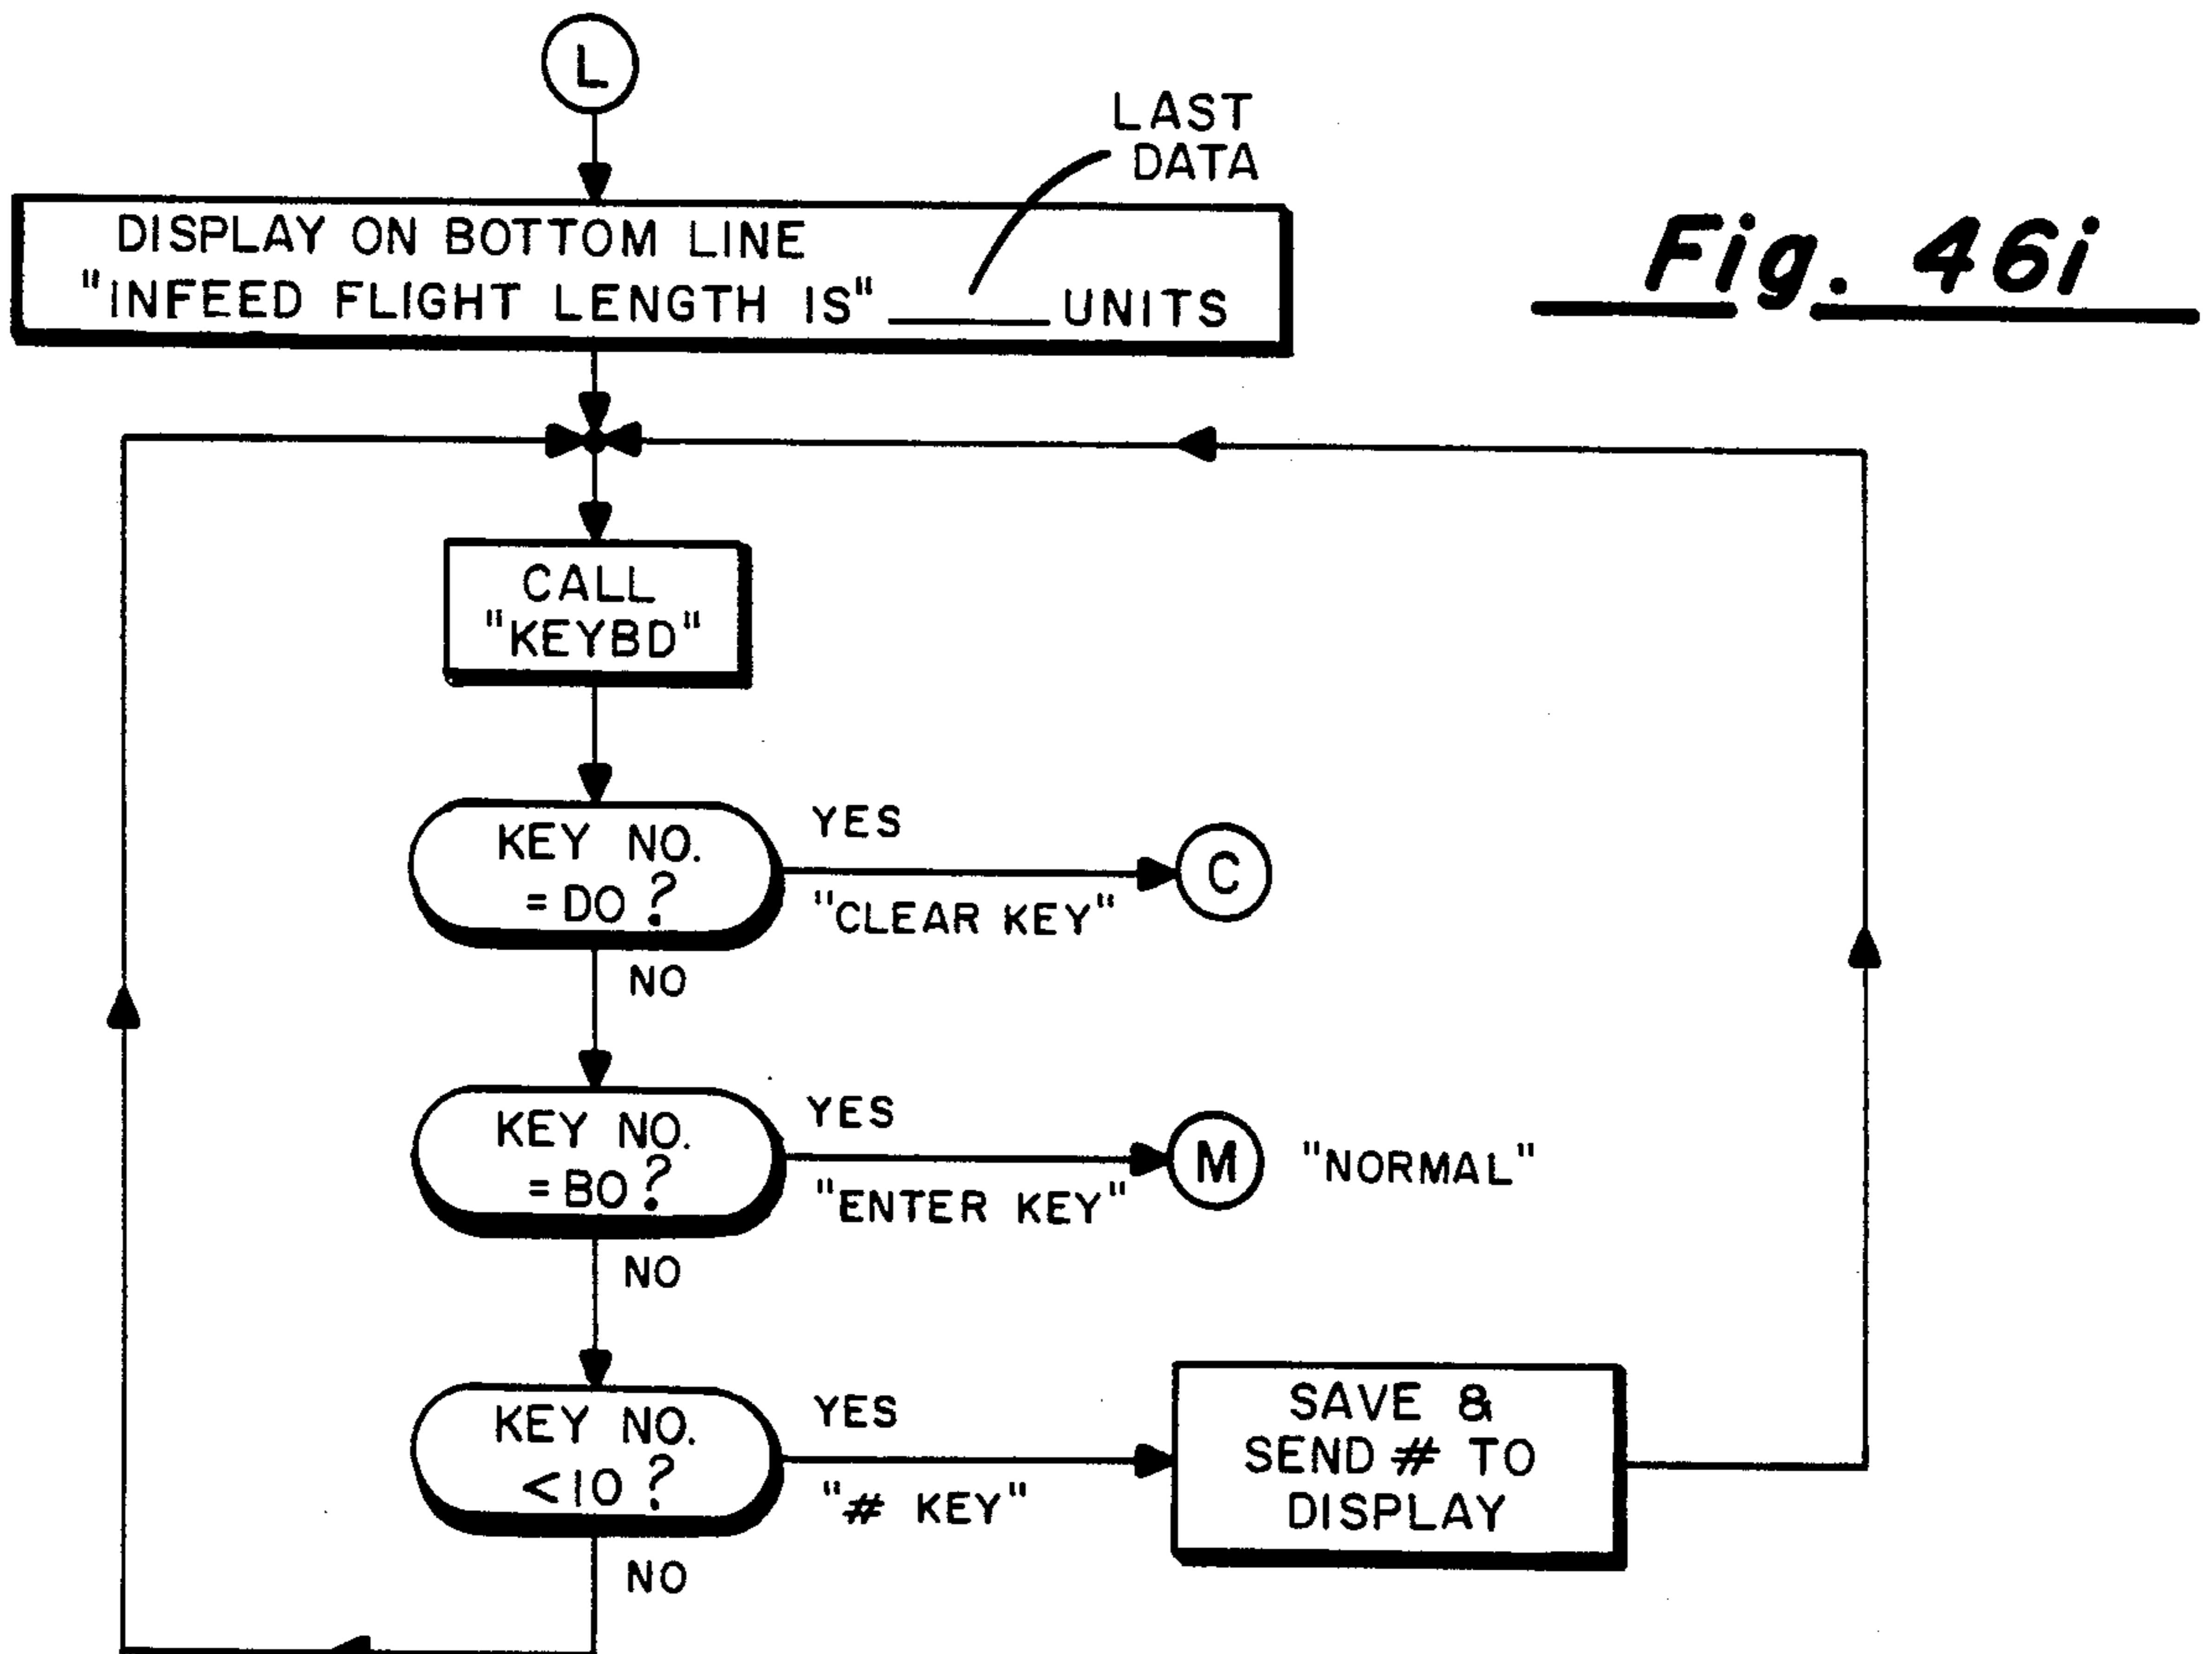 L
LAST
DATA
DISPLAY ON BOTTOM LINE
"INFEED FLIGHT LENGTH IS" _____ UNITS
Fig. 46i
CALL
"KEYBD"
KEY NO.
=DO?
YES
"CLEAR KEY"
C
NO
KEY NO.
=BO?
YES
"ENTER KEY"
M
"NORMAL"
NO
KEY NO.
<10?
YES
"# KEY"
SAVE &
SEND # TO
DISPLAY
NO